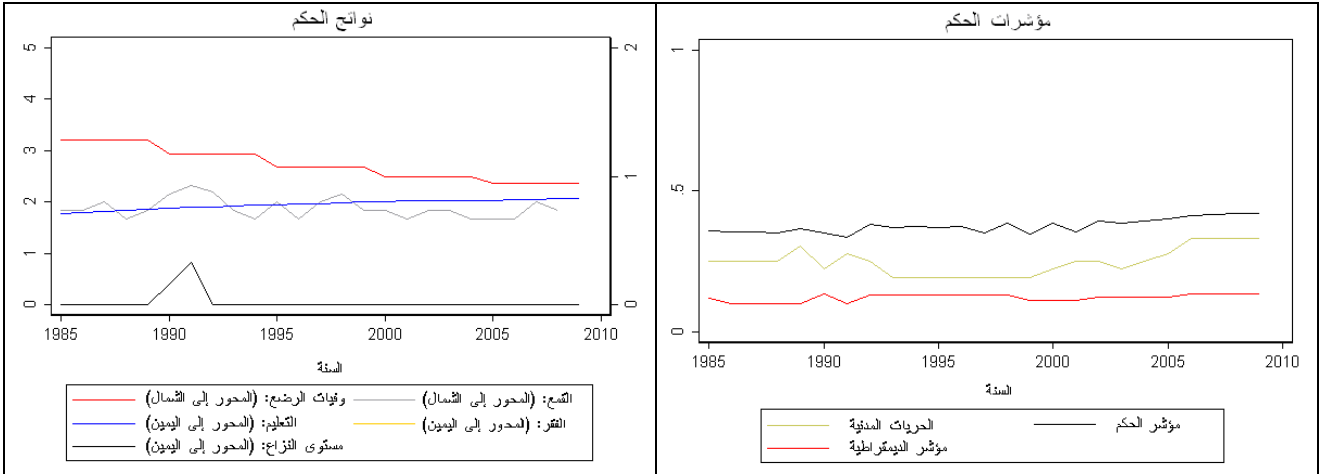 نواتج الحكم
5
4
3
2
1
0
2
1
0
1985 1990 1995 2000 2005 2010
السنة
وفيات الرضع: (المحور إلى الشمال)
القمع: (المحور إلى الشمال)
التعليم: (المحور إلى اليمين)
الفقر: (المحور إلى اليمين)
مستوى النزاع: (المحور إلى اليمين)
مؤشرات الحكم
1
.5
0
1985 1990 1995 2000 2005 2010
السنة
الحريات المدنية
مؤشر الحكم
مؤشر الديمقراطية